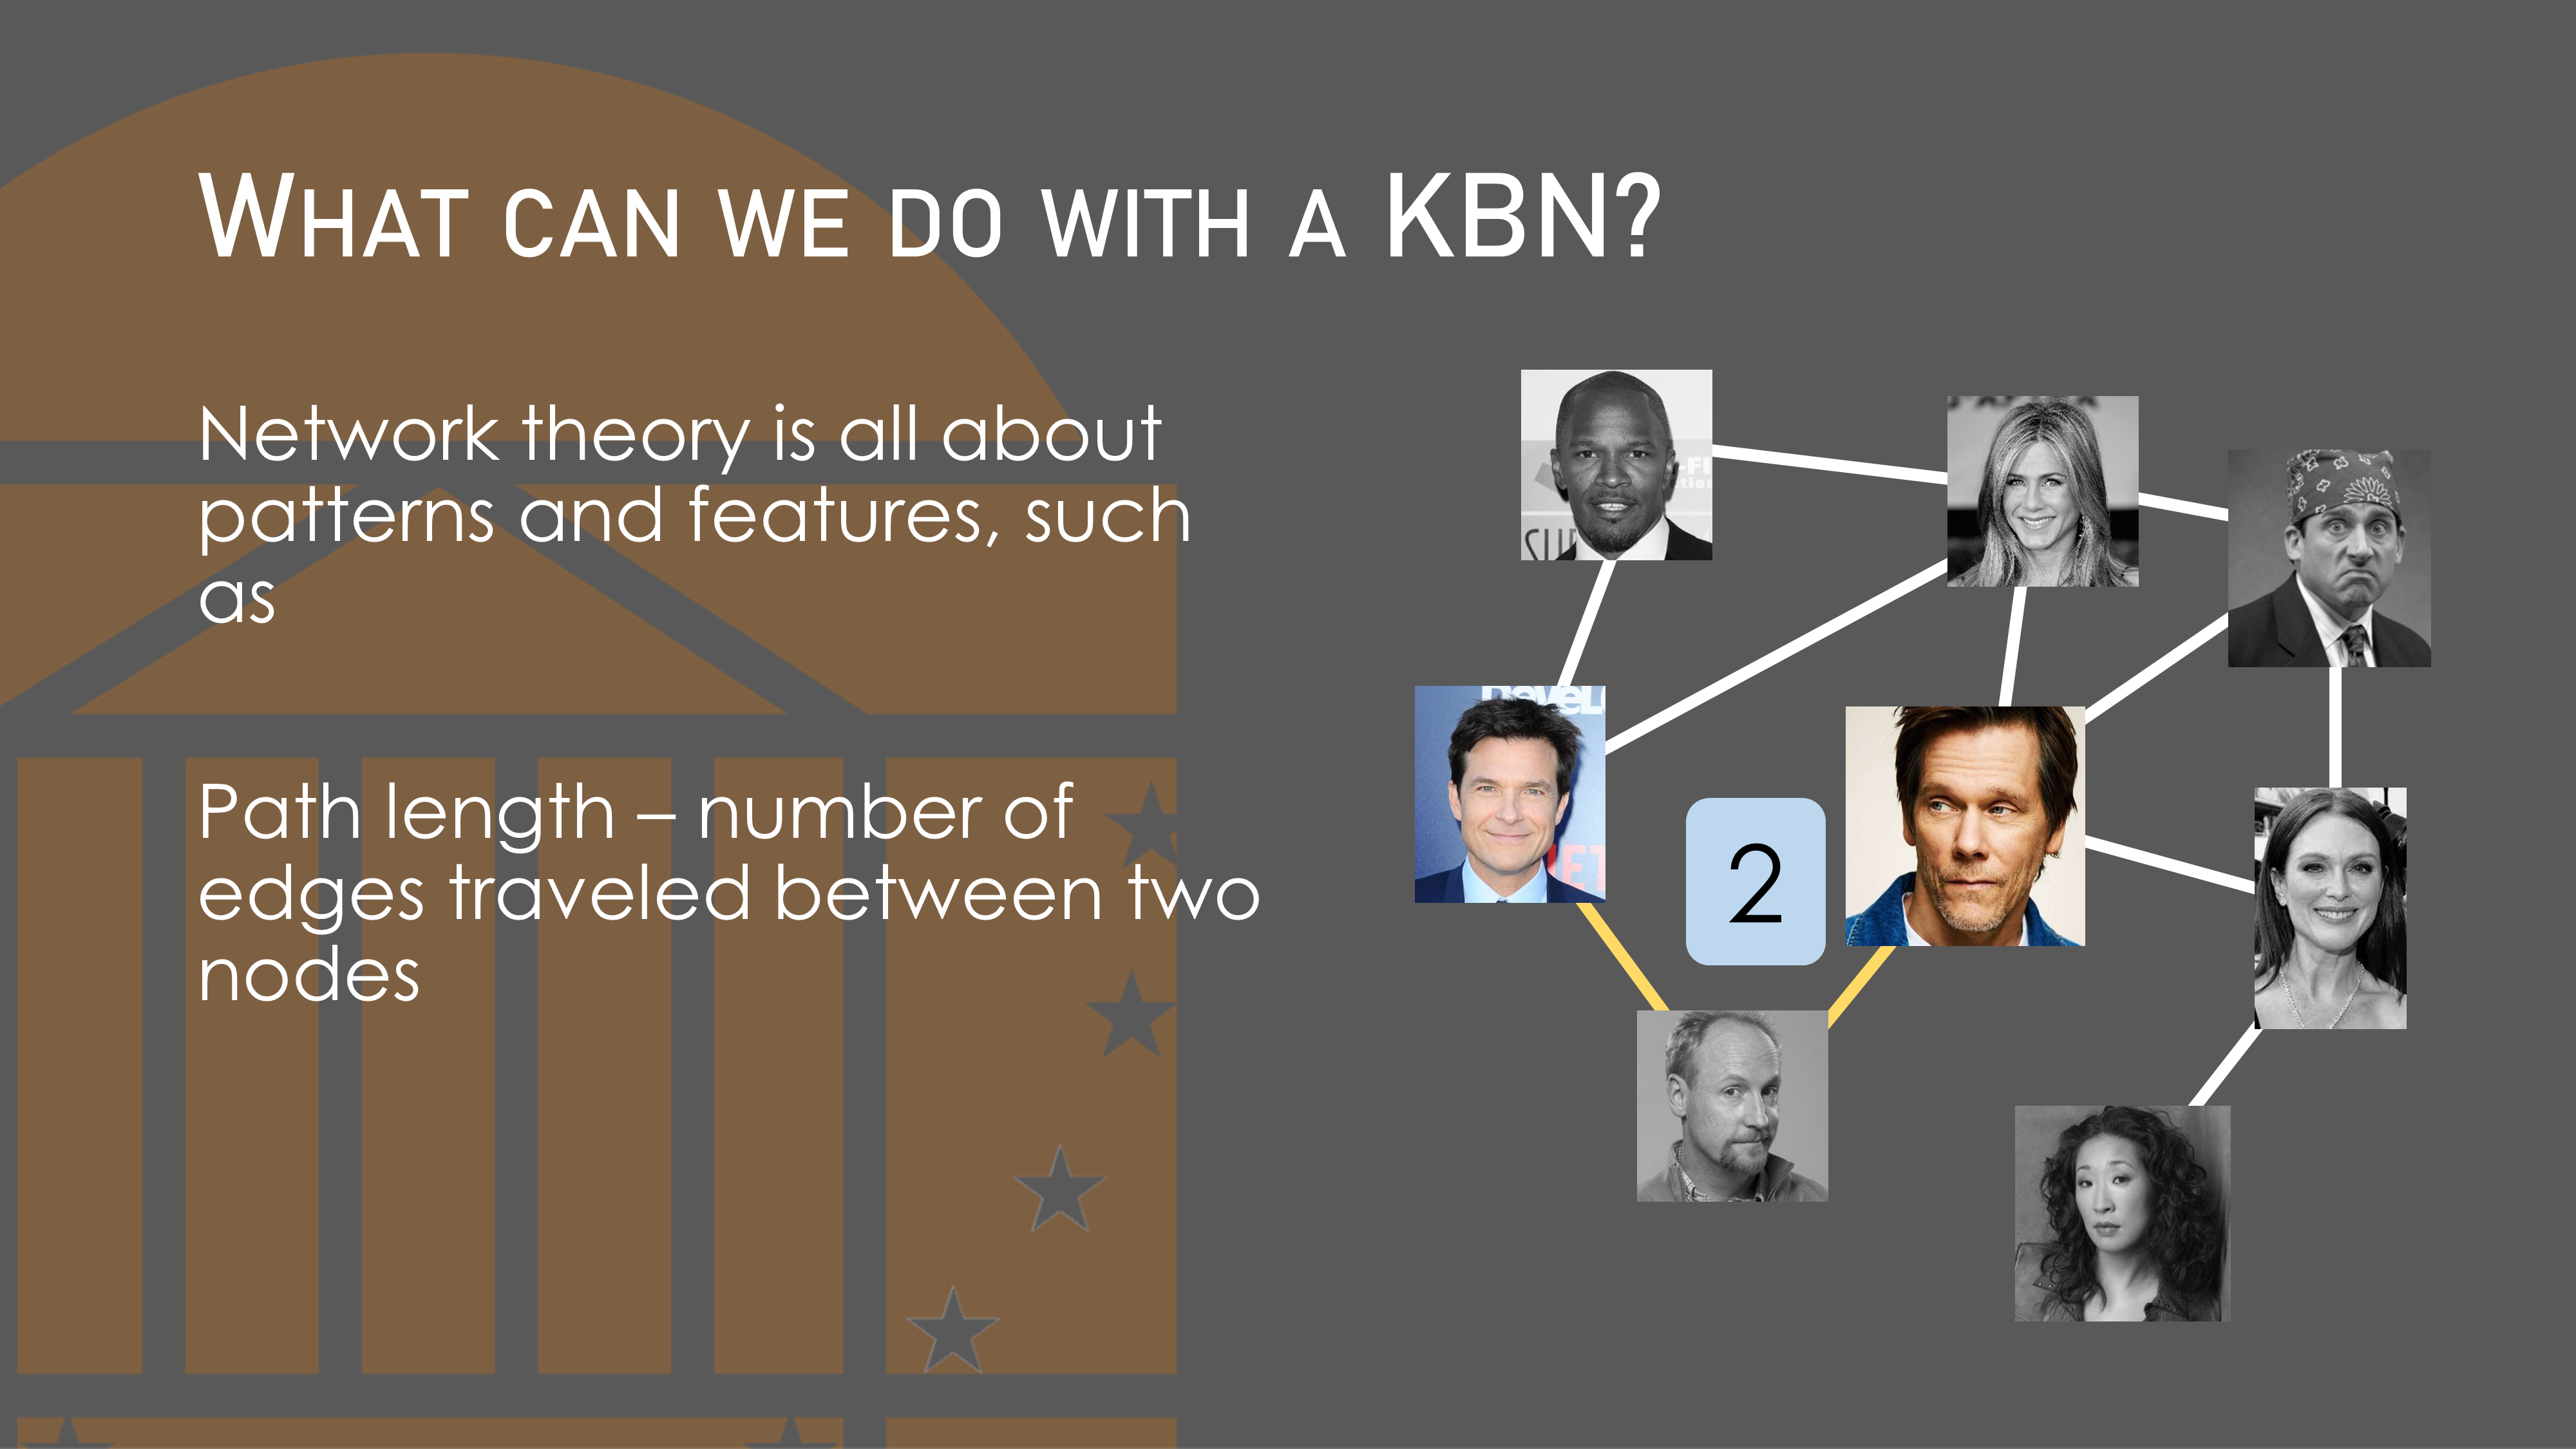 WHAT CAN WE DO WITH A KBN?
Network theory is all about
patterns and features, such
as
Path length – number of
edges traveled between two
nodes
2